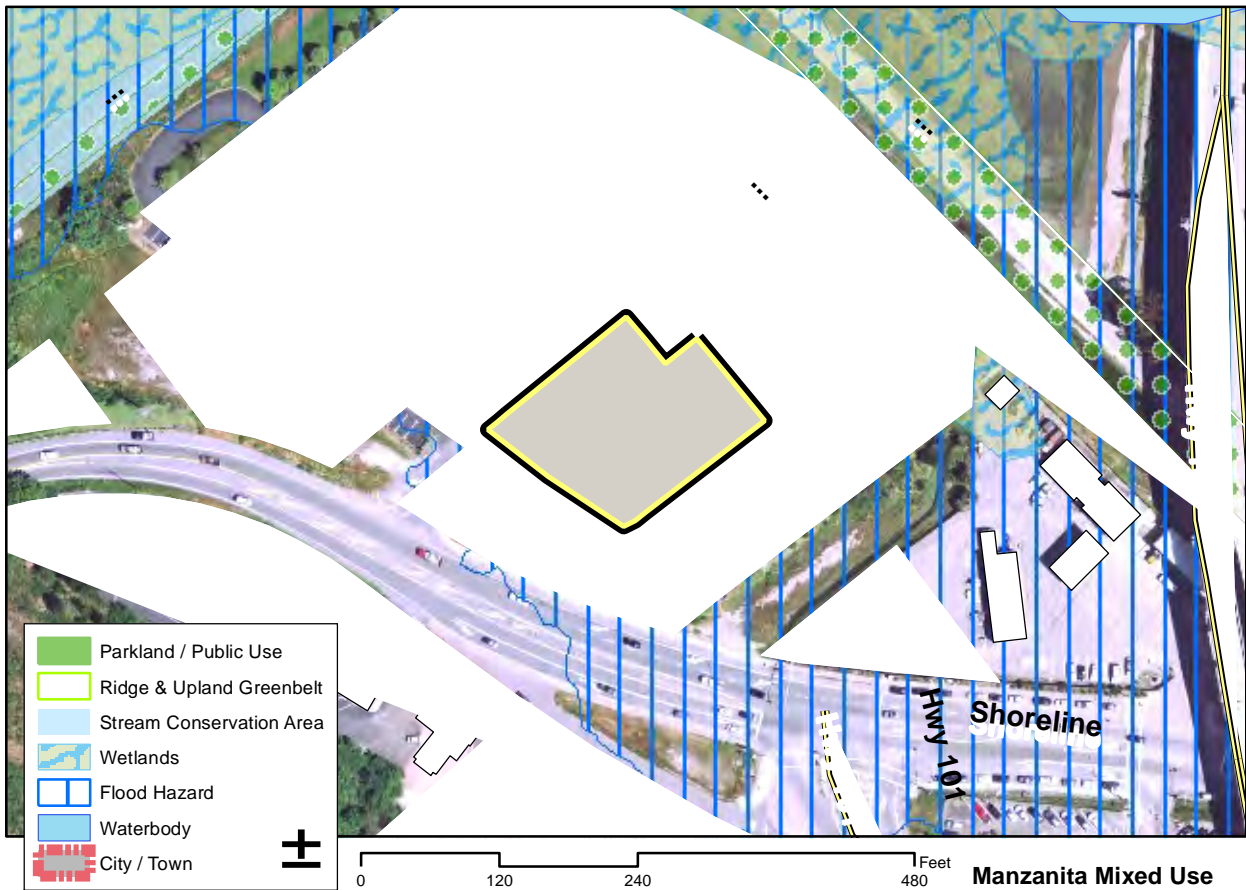 Hwy 101
Shoreline
Parkland / Public Use
Ridge & Upland Greenbelt
Stream Conservation Area
Wetlands
Flood Hazard
Waterbody
City / Town
±
Feet
0 120 240 480
Manzanita Mixed Use